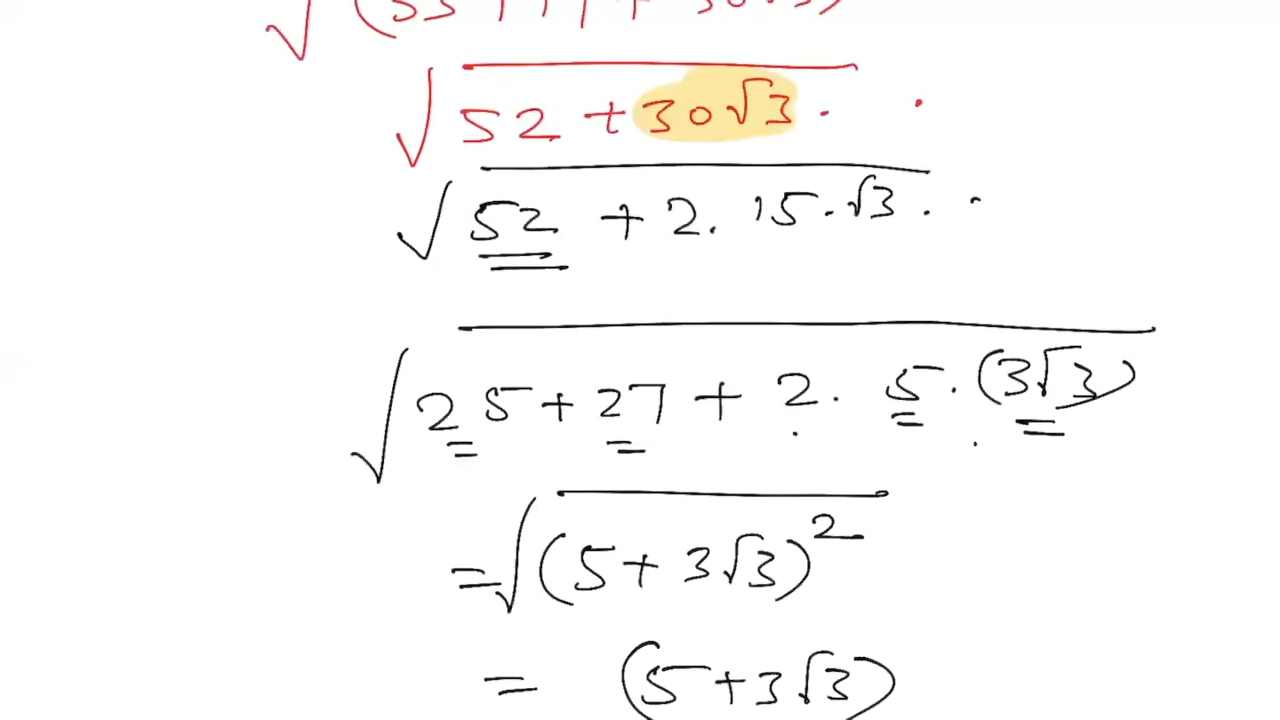 √52 + 30√3 .
√52 + 2. 15.√3 .
√25 + 27 + 2. 5 . (3√3)
= √(5 + 3√3)²
= (5 + 3√3)